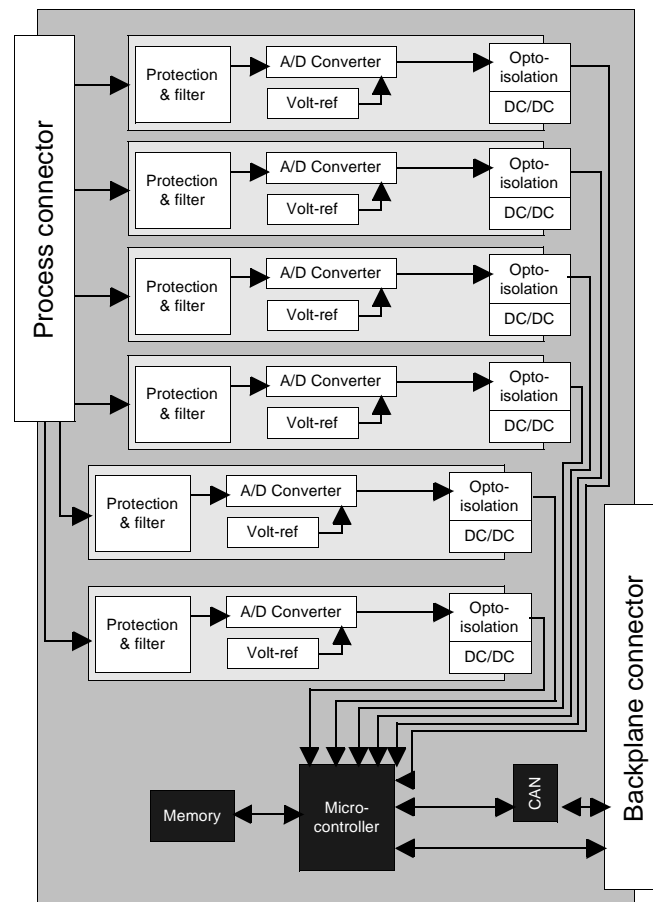 Process connector
Protection
& filter
A/D Converter
Volt-ref
Opto-
isolation
DC/DC
Protection
& filter
A/D Converter
Volt-ref
Opto-
isolation
DC/DC
Protection
& filter
A/D Converter
Volt-ref
Opto-
isolation
DC/DC
Protection
& filter
A/D Converter
Volt-ref
Opto-
isolation
DC/DC
Protection
& filter
A/D Converter
Volt-ref
Opto-
isolation
DC/DC
Protection
& filter
A/D Converter
Volt-ref
Opto-
isolation
DC/DC
Memory
Micro-
controller
CAN
Backplane connector